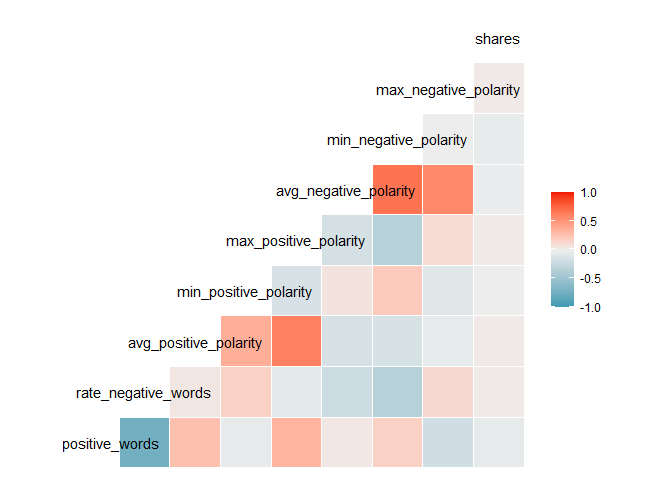 shares
max_negative_polarity
min_negative_polarity
avg_negative_polarity
max_positive_polarity
min_positive_polarity
avg_positive_polarity
rate_negative_words
positive_words
1.0
0.5
0.0
-0.5
-1.0